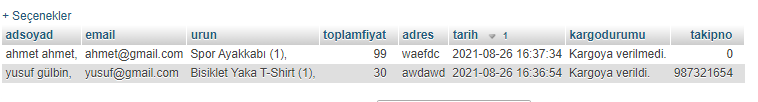 + Seçenekler
adsoyad email urun toplamfiyat adres tarih 1 kargodurumu takipno
ahmet ahmet, ahmet@gmail.com Spor Ayakkabı (1), 99 waefdc 2021-08-26 16:37:34 Kargoya verilmedi. 0
yusuf gülbin, yusuf@gmail.com Bisiklet Yaka T-Shirt (1), 30 awdawd 2021-08-26 16:36:54 Kargoya verildi. 987321654